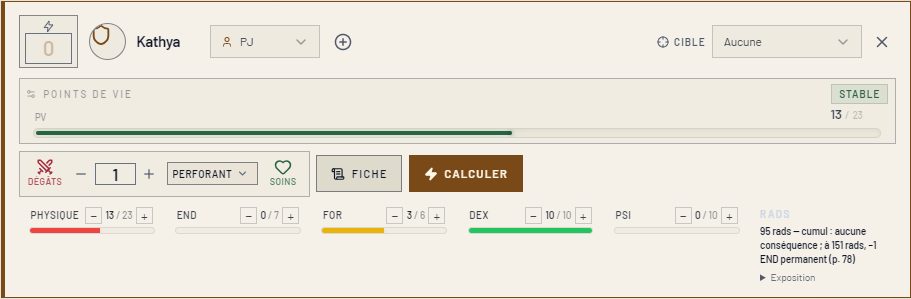 0
Kathya
PJ
CIBLE
Aucune
POINTS DE VIE
STABLE
PV
13 / 23
DÉGÂTS
1
PERFORANT
SOINS
FICHE
CALCULER
PHYSIQUE − 13 / 23 +
END − 0 / 7 +
FOR − 3 / 6 +
DEX − 10 / 10 +
PSI − 0 / 10 +
RADS
95 rads – cumul : aucune
conséquence ; à 151 rads, −1
END permanent (p. 78)
Exposition